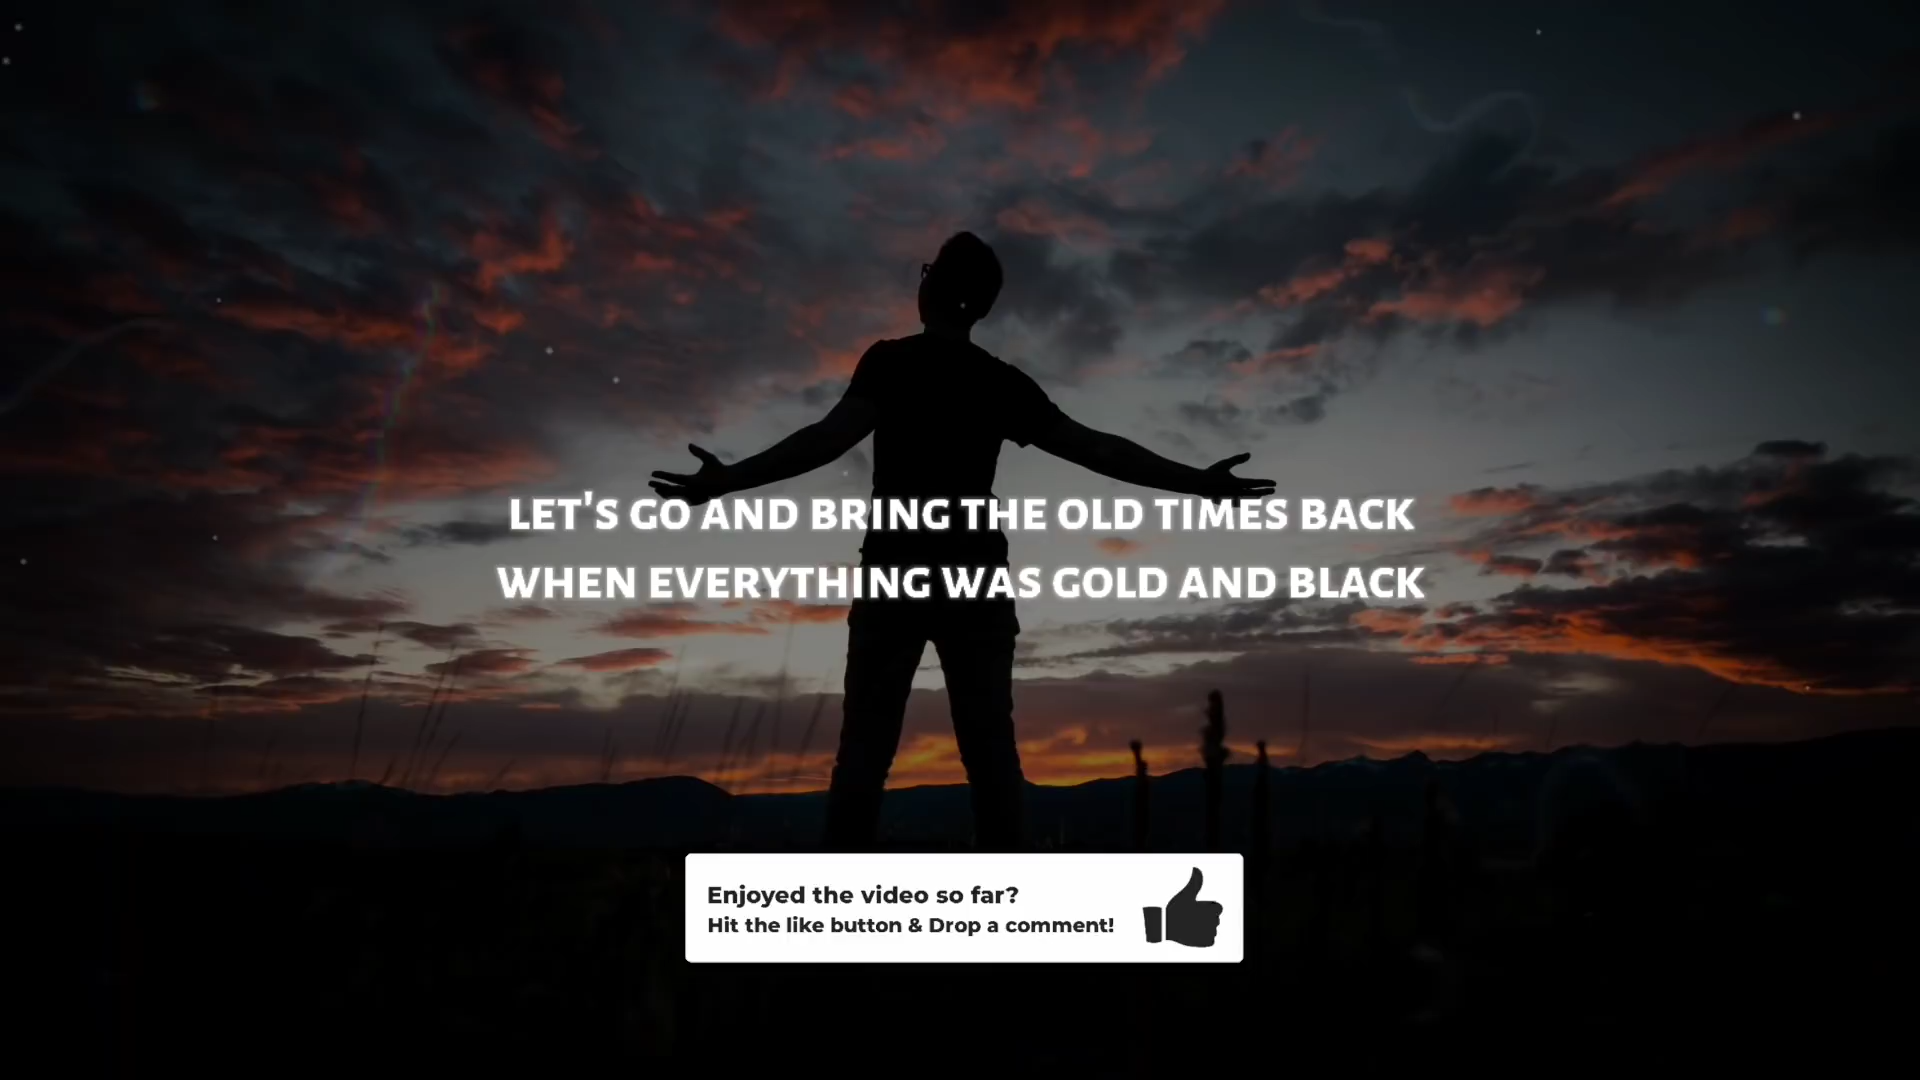 LET'S GO AND BRING THE OLD TIMES BACK
WHEN EVERYTHING WAS GOLD AND BLACK
Enjoyed the video so far?
Hit the like button & Drop a comment!